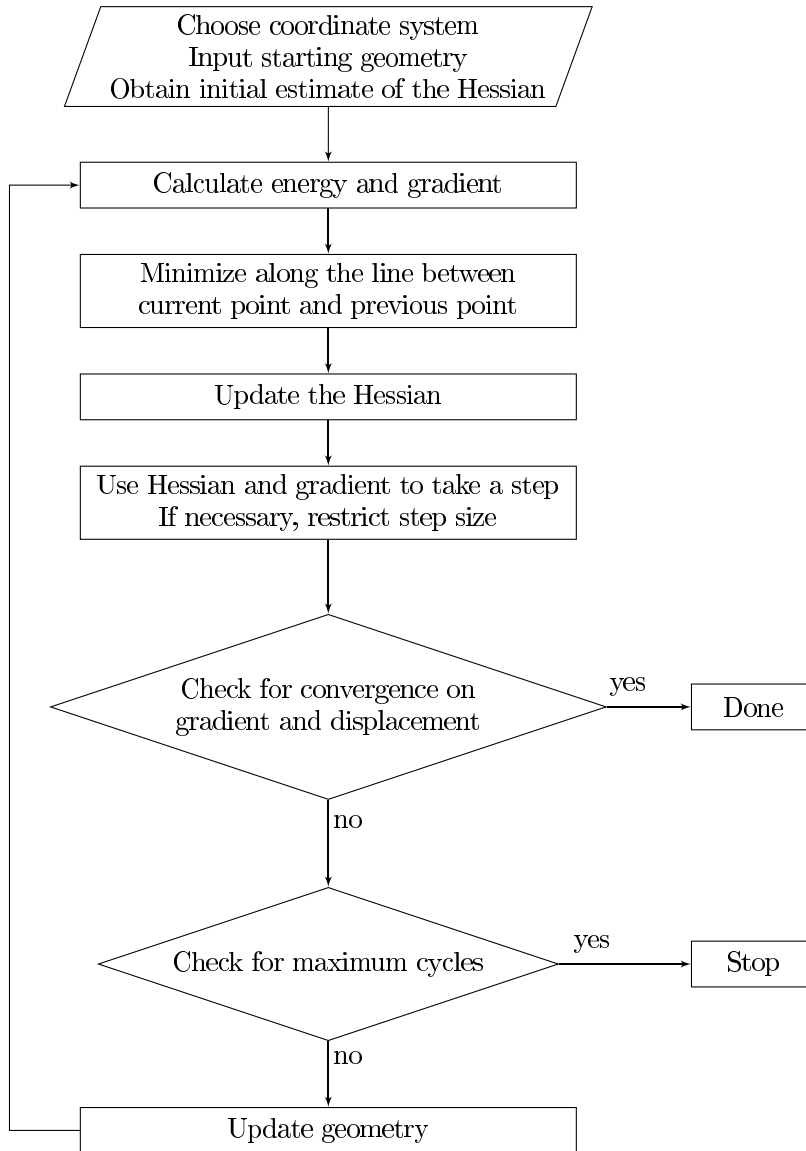 Choose coordinate system
Input starting geometry
Obtain initial estimate of the Hessian
Calculate energy and gradient
Minimize along the line between
current point and previous point
Update the Hessian
Use Hessian and gradient to take a step
If necessary, restrict step size
Check for convergence on
gradient and displacement
yes
Done
no
Check for maximum cycles
yes
Stop
no
Update geometry